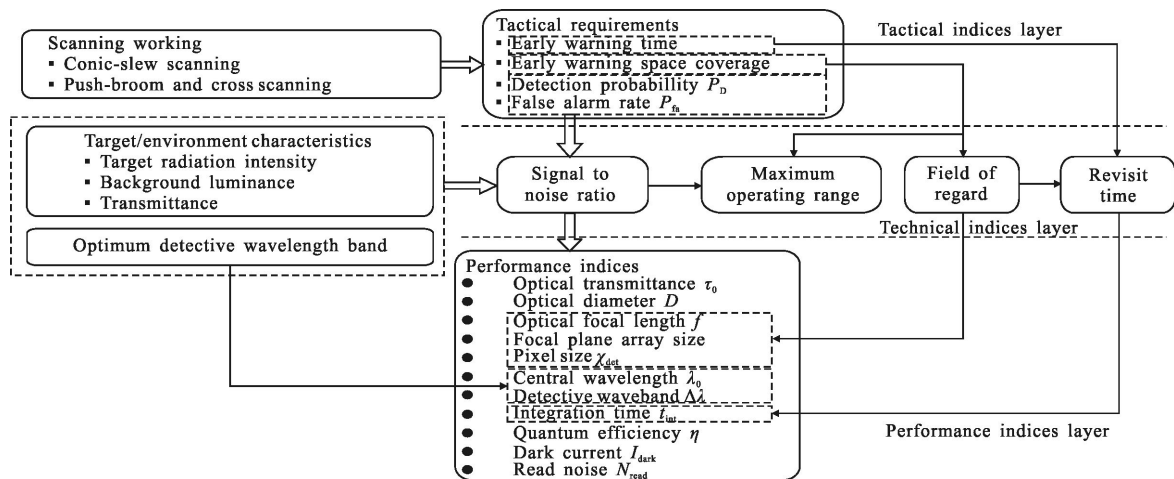 Scanning working
▪ Conic-slew scanning
▪ Push-broom and cross scanning
Tactical requirements
▪ Early warning time
▪ Early warning space coverage
▪ Detection probabillity P_D
▪ False alarm rate P_fa
Tactical indices layer
Target/environment characteristics
▪ Target radiation intensity
▪ Background luminance
▪ Transmittance
Optimum detective wavelength band
Signal to
noise ratio
Maximum
operating range
Field of
regard
Revisit
time
Technical indices layer
Performance indices
● Optical transmittance τ_0
● Optical diameter D
● Optical focal length f
● Focal plane array size
● Pixel size χ_det
● Central wavelength λ_0
● Detective waveband Δλ
● Integration time t_int
● Quantum efficiency η
● Dark current I_dark
● Read noise N_read
Performance indices layer